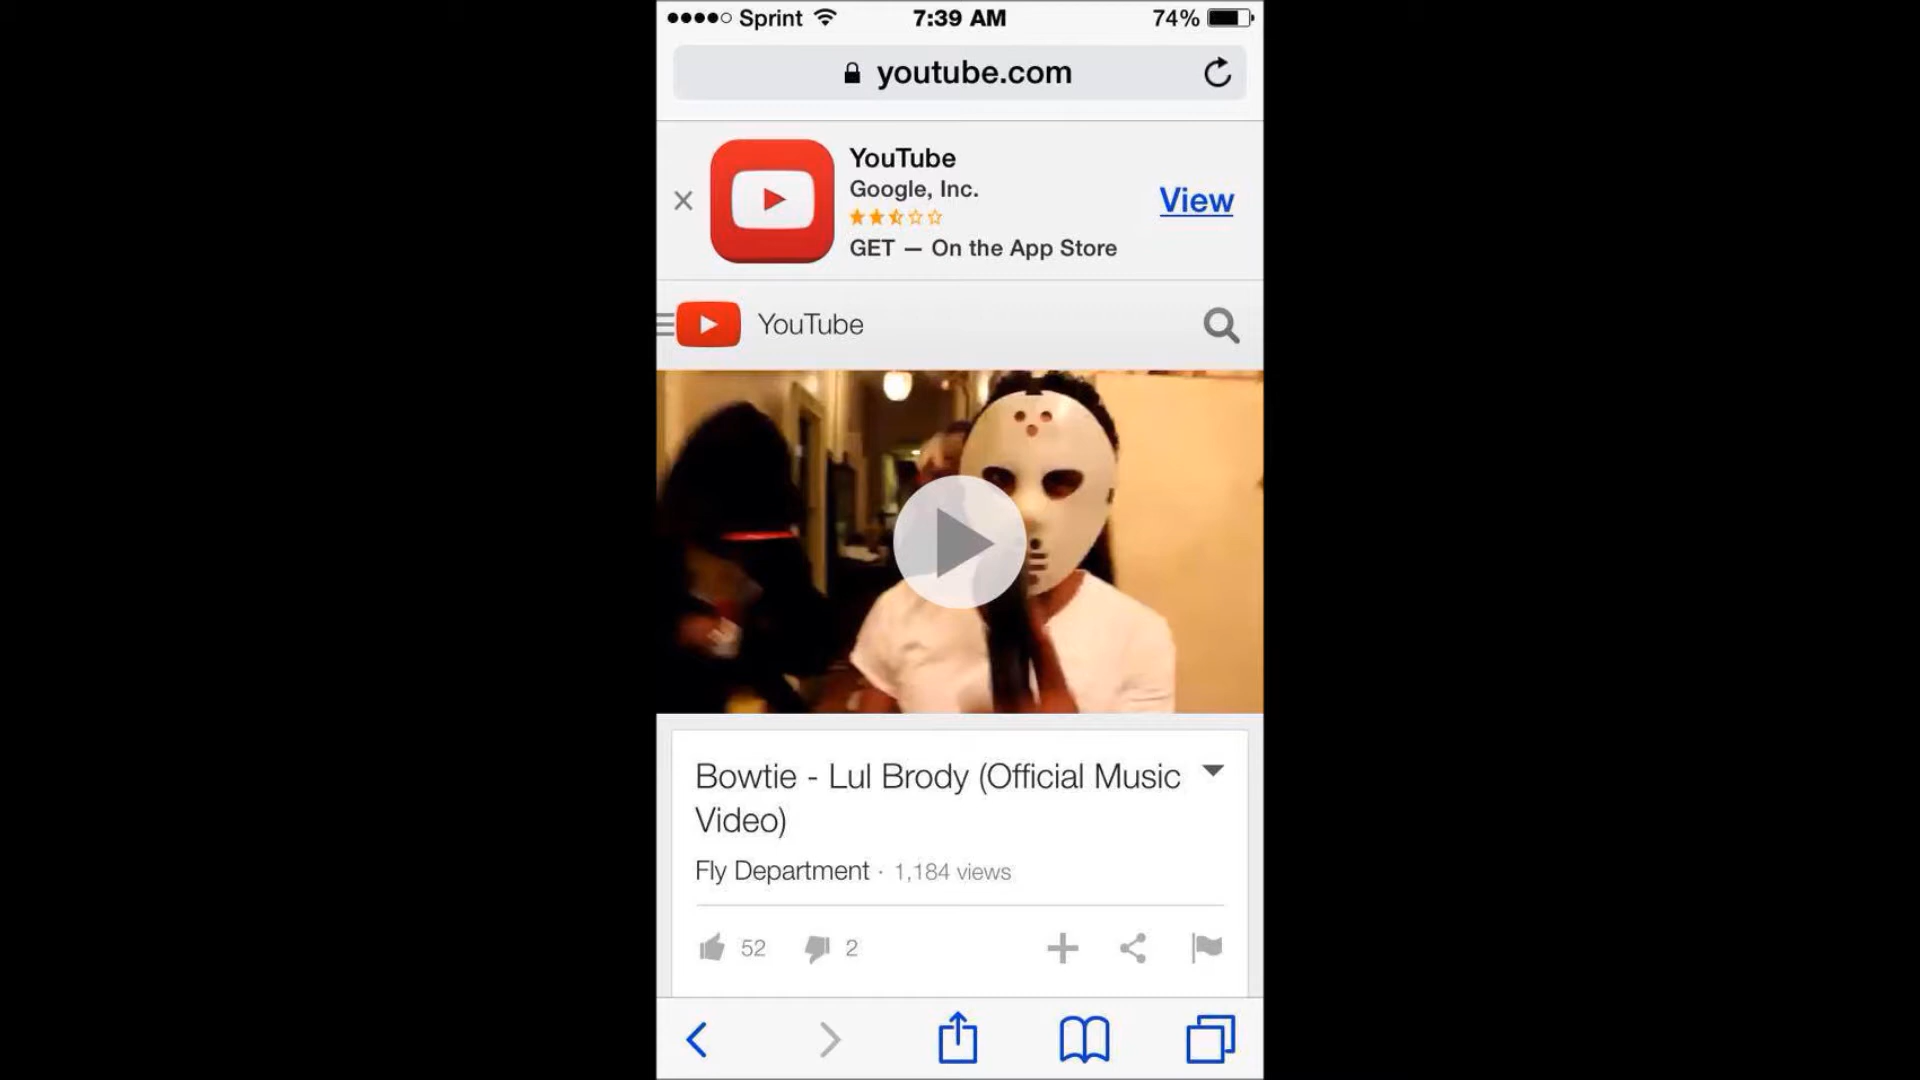 Sprint 7:39 AM 74%
youtube.com
YouTube
Google, Inc.
GET — On the App Store
View
YouTube
Bowtie - Lul Brody (Official Music
Video)
Fly Department · 1,184 views
52 2